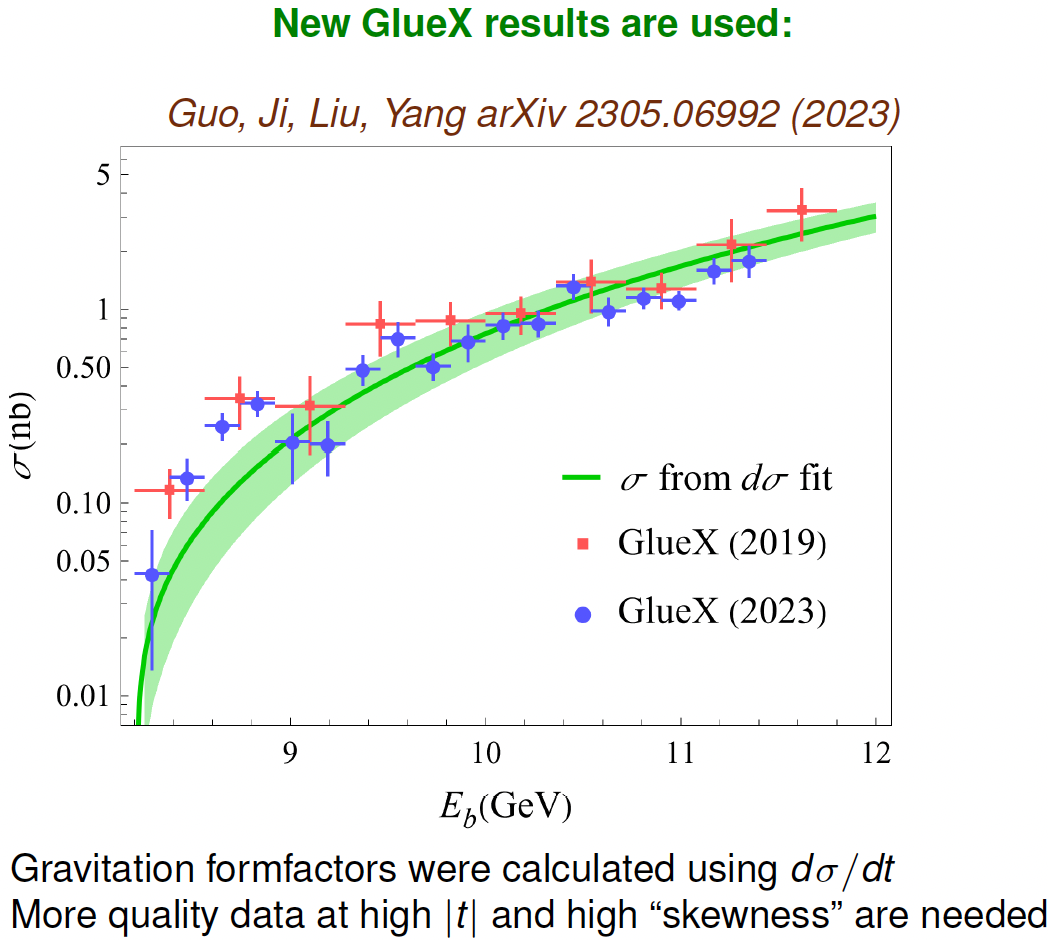 New GlueX results are used:
Guo, Ji, Liu, Yang arXiv 2305.06992 (2023)
5
1
0.50
0.10
0.05
0.01
σ(nb)
σ from dσ fit
GlueX (2019)
GlueX (2023)
9 10 11 12
E_b(GeV)
Gravitation formfactors were calculated using dσ/dt
More quality data at high |t| and high “skewness” are needed